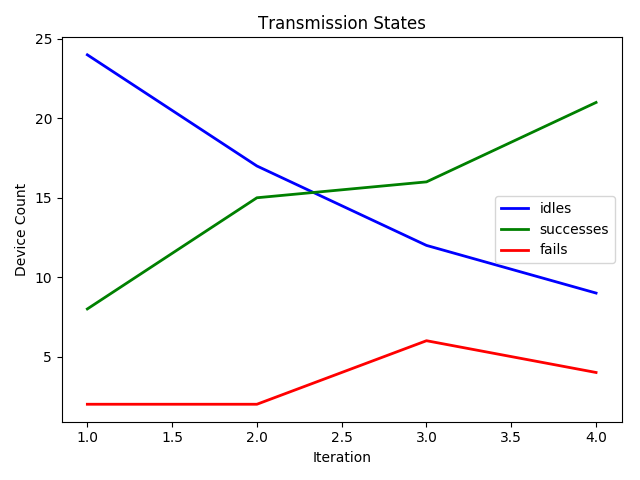 Transmission States
25
20
15
10
5
Device Count
idles
successes
fails
1.0 1.5 2.0 2.5 3.0 3.5 4.0
Iteration